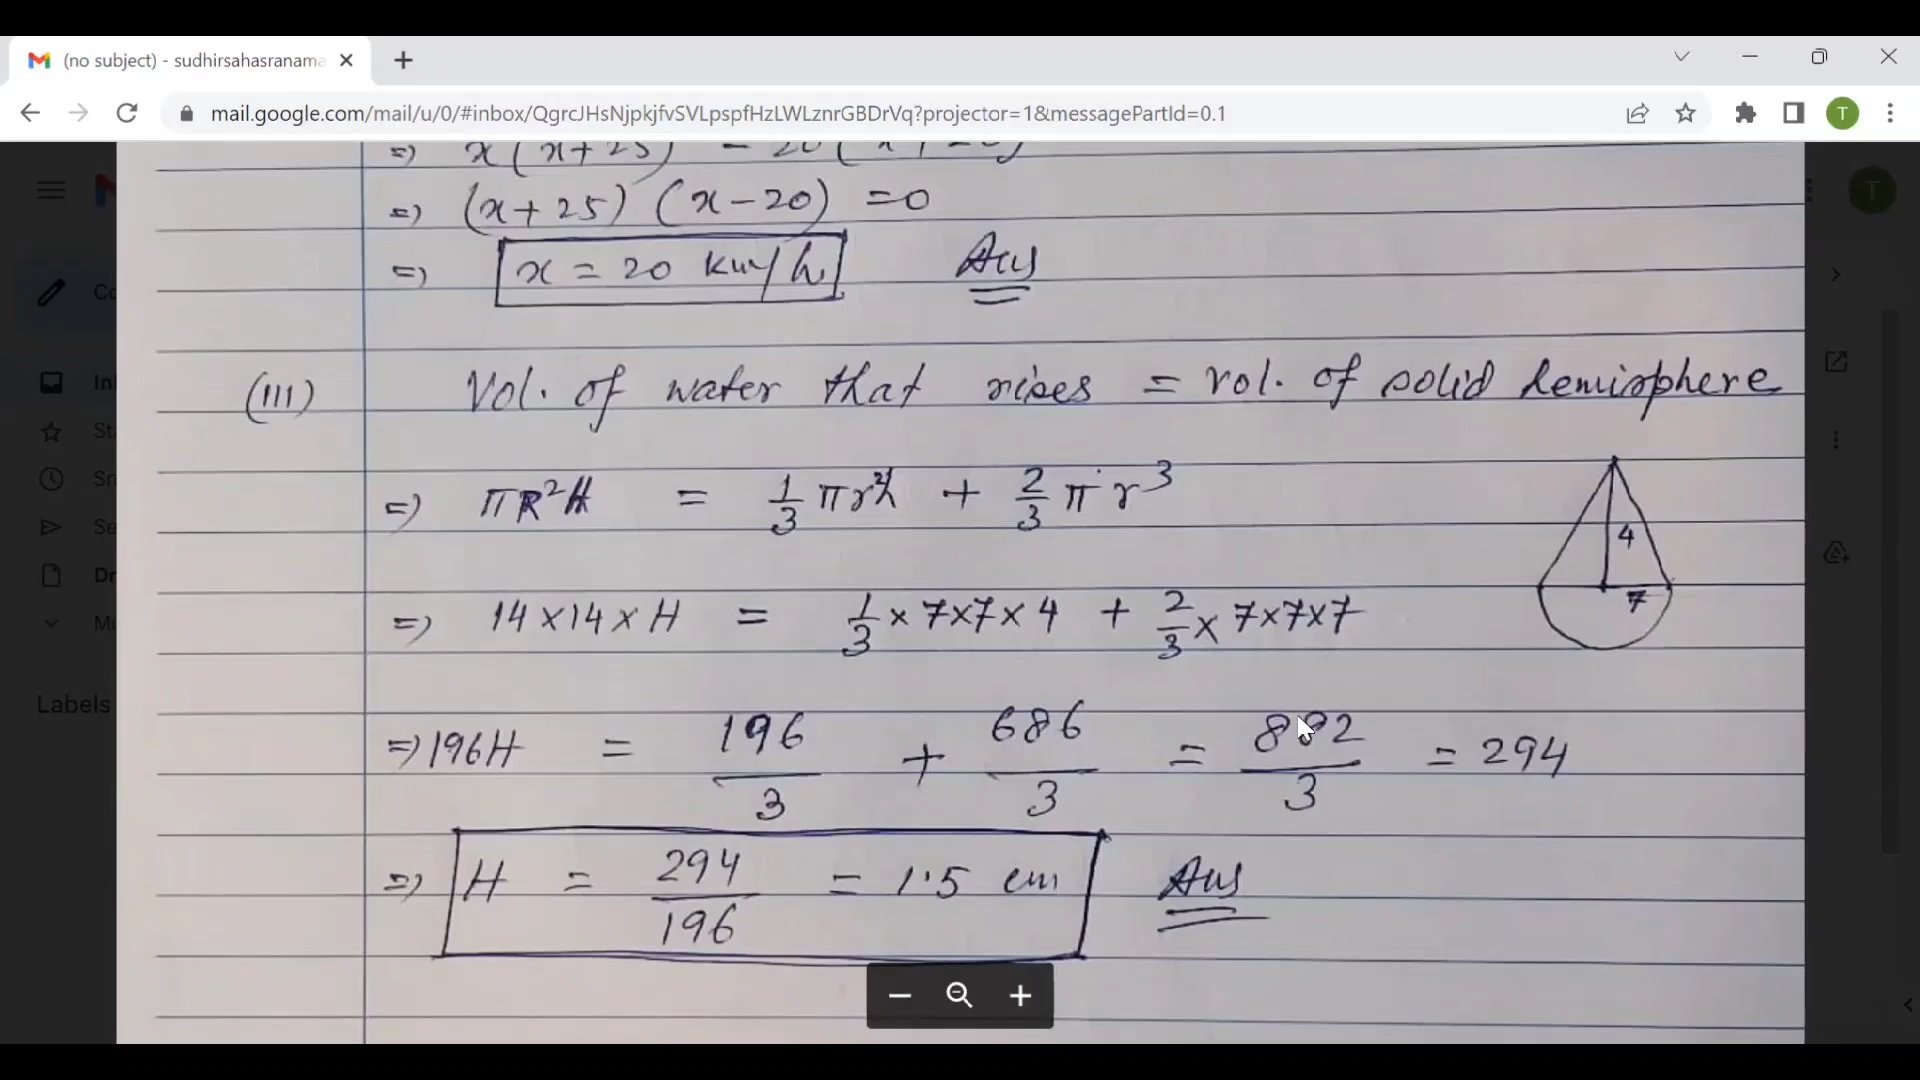 (no subject) - sudhirsahasranama
mail.google.com/mail/u/0/#inbox/QgrcJHsNjpkjfvSVLpspfHzLWLznrGBDrVq?projector=1&messagePartId=0.1
T
⇒ x(x+25) = 20(
⇒ (x+25) (x-20) =0
⇒ x = 20 km/h Ans
(III) Vol. of water that rises = vol. of solid hemisphere
⇒ πR²H = 1/3 πr²h + 2/3 πr³
⇒ 14×14×H = 1/3 × 7×7×4 + 2/3 × 7×7×7
4
7
⇒ 196H = 196/3 + 686/3 = 882/3 = 294
⇒ H = 294/196 = 1.5 cm Ans
Labels